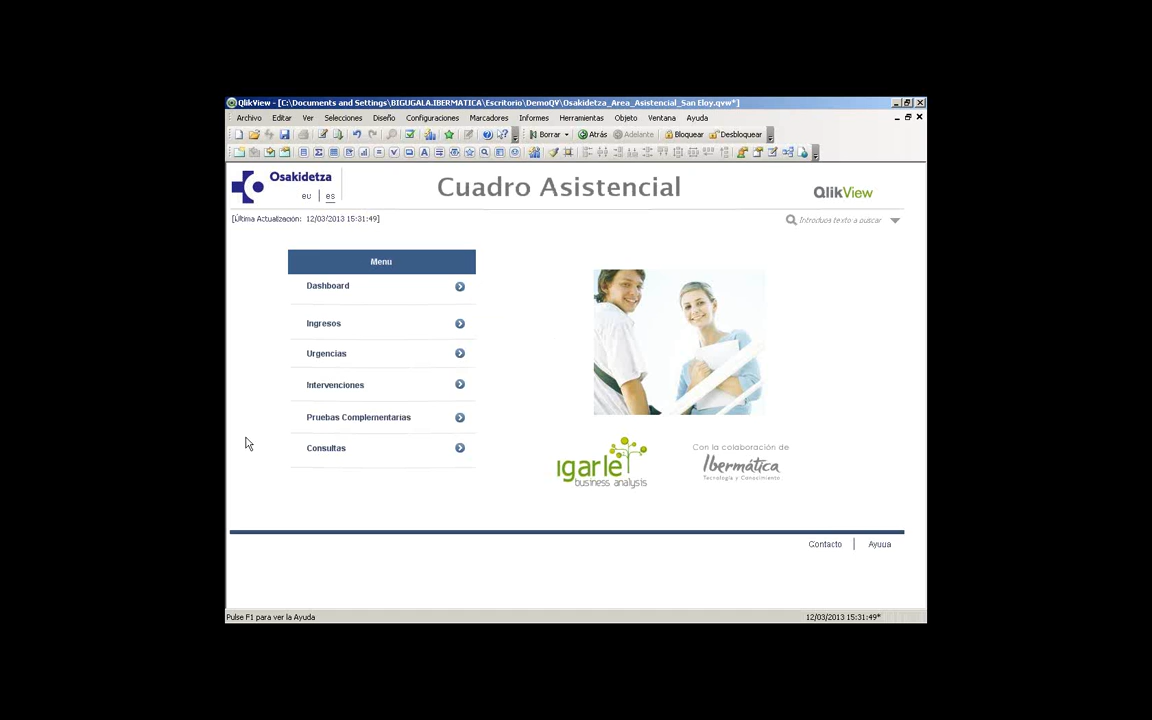 QlikView - [C:\Documents and Settings\BIGUGALA.IBERMATICA\Escritorio\DemoQV\Osakidetza_Area_Asistencial_San Eloy.qvw*]
Archivo Editar Ver Selecciones Diseño Configuraciones Marcadores Informes Herramientas Objeto Ventana Ayuda
Borrar Atrás Adelante Bloquear Desbloquear
Osakidetza
eu | es
Cuadro Asistencial
QlikView
[Última Actualización: 12/03/2013 15:31:49]
Introduos texto a buscar
Menu
Dashboard
Ingresos
Urgencias
Intervenciones
Pruebas Complementarias
Consultas
igarle
business analysis
Con la colaboración de
Ibermática
Tecnología y Conocimiento
Contacto | Ayuua
Pulse F1 para ver la Ayuda
12/03/2013 15:31:49*